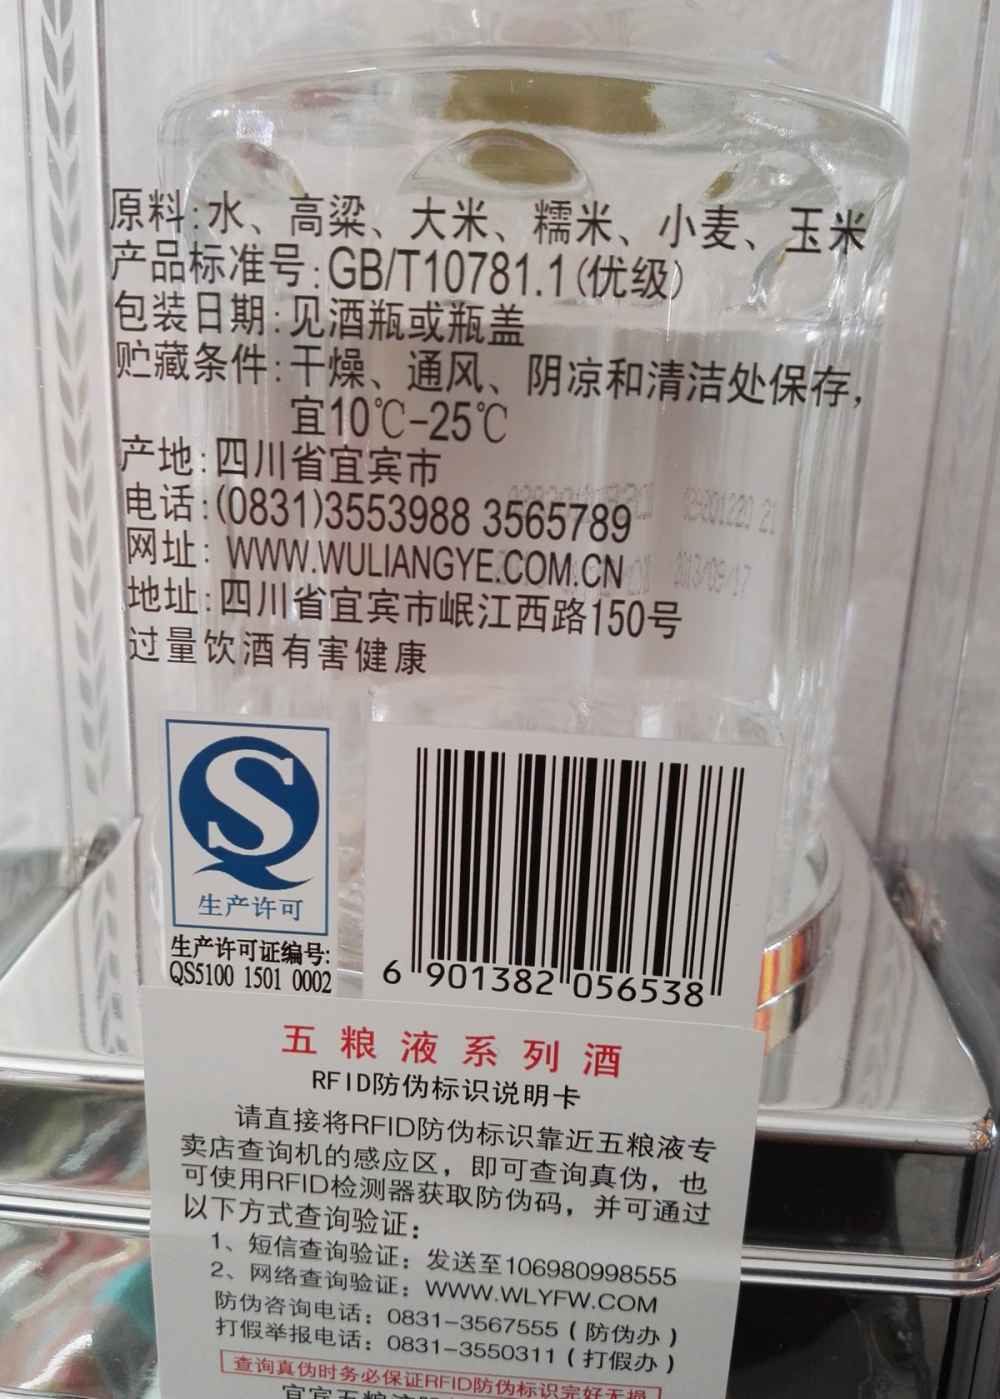 原料:水、高粱、大米、糯米、小麦、玉米
产品标准号:GB/T10781.1(优级)
包装日期:见酒瓶或瓶盖
贮藏条件:干燥、通风、阴凉和清洁处保存,
宜10℃-25℃
产地:四川省宜宾市
电话:(0831)3553988 3565789
网址: WWW.WULIANGYE.COM.CN
地址:四川省宜宾市岷江西路150号
过量饮酒有害健康
QS
生产许可
生产许可证编号:
QS5100 1501 0002
6 901382 056538
五粮液系列酒
RFID防伪标识说明卡
请直接将RFID防伪标识靠近五粮液专
卖店查询机的感应区，即可查询真伪，也
可使用RFID检测器获取防伪码，并可通过
以下方式查询验证：
1、短信查询验证：发送至106980998555
2、网络查询验证：WWW.WLYFW.COM
防伪咨询电话：0831-3567555（防伪办）
打假举报电话：0831-3550311（打假办）
查询真伪时务必保证RFID防伪标识完好无损
宜宾五粮液